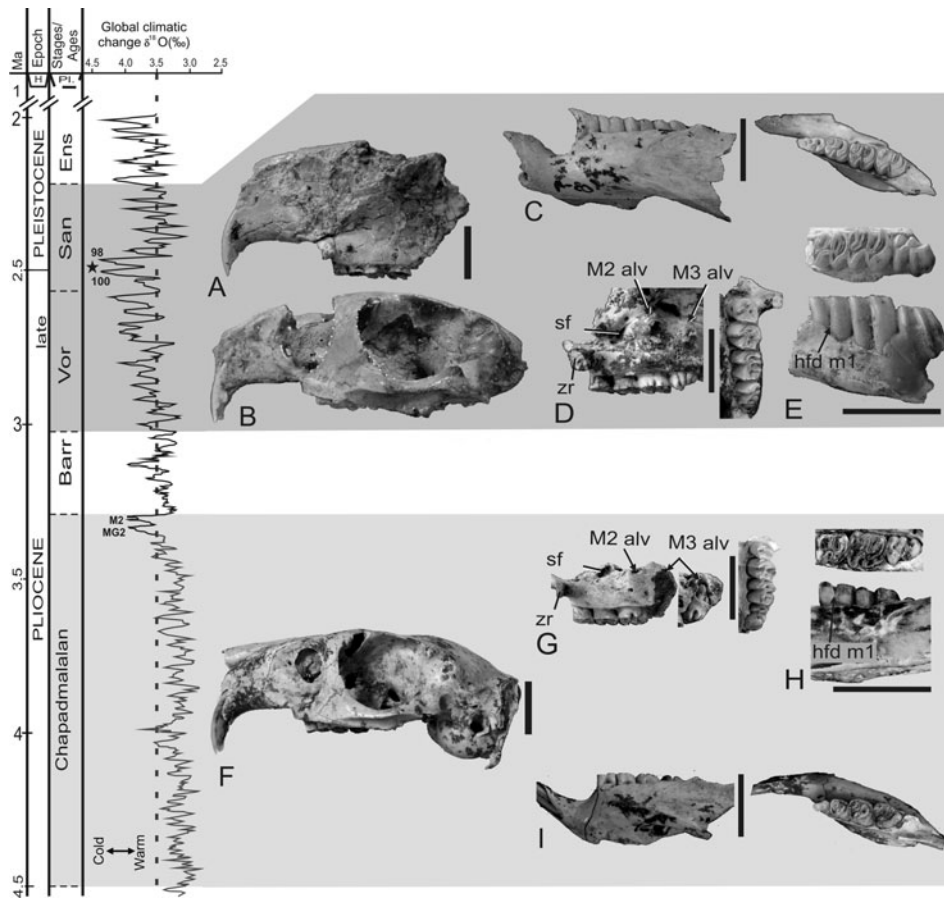 Ma
Epoch
Stages/
Ages
Global climatic
change δ¹⁸O(‰)
4.5 4.0 3.5 3.0 2.5
H
Pl.
1
2
2.5
3
3.5
4
4.5
PLEISTOCENE
late
PLIOCENE
Ens
San
Vor
Barr
Chapadmalalan
98
★
100
M2
MG2
Cold
Warm
A
B
C
M2 alv
M3 alv
sf
zr
D
hfd m1
E
F
M2 alv
M3 alv
sf
zr
G
hfd m1
H
I